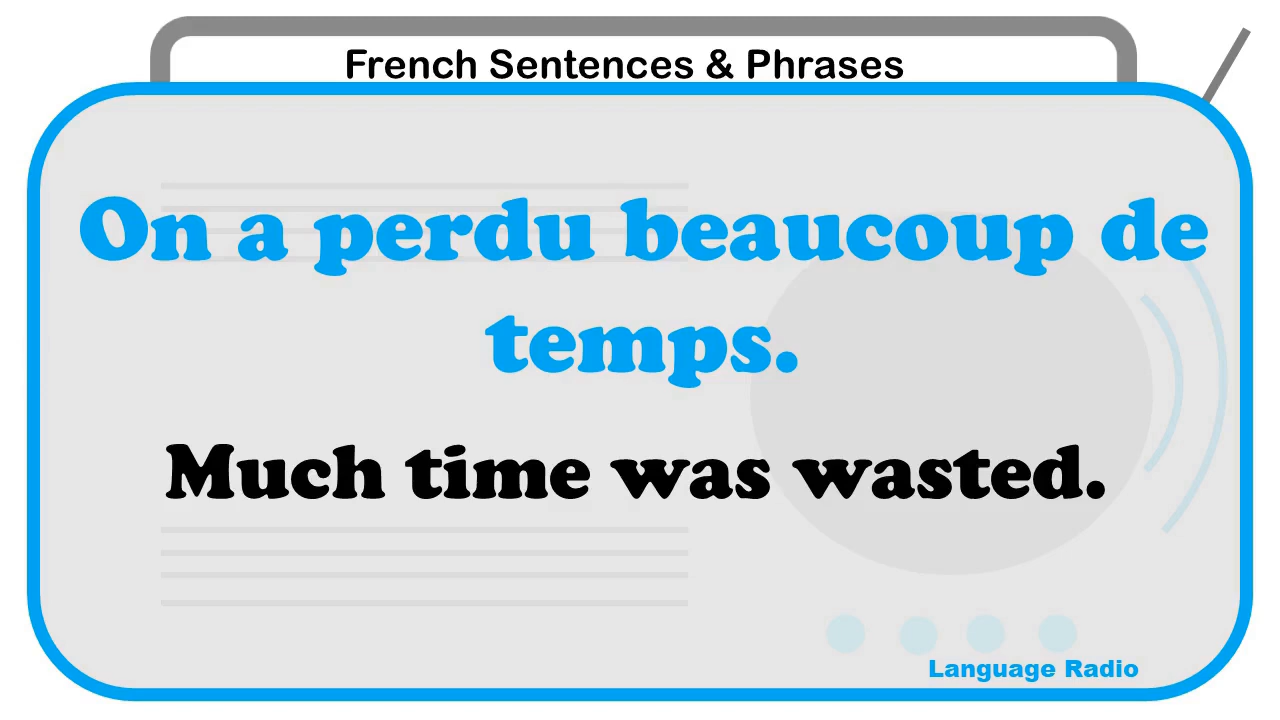 French Sentences & Phrases
On a perdu beaucoup de
temps.
Much time was wasted.
Language Radio